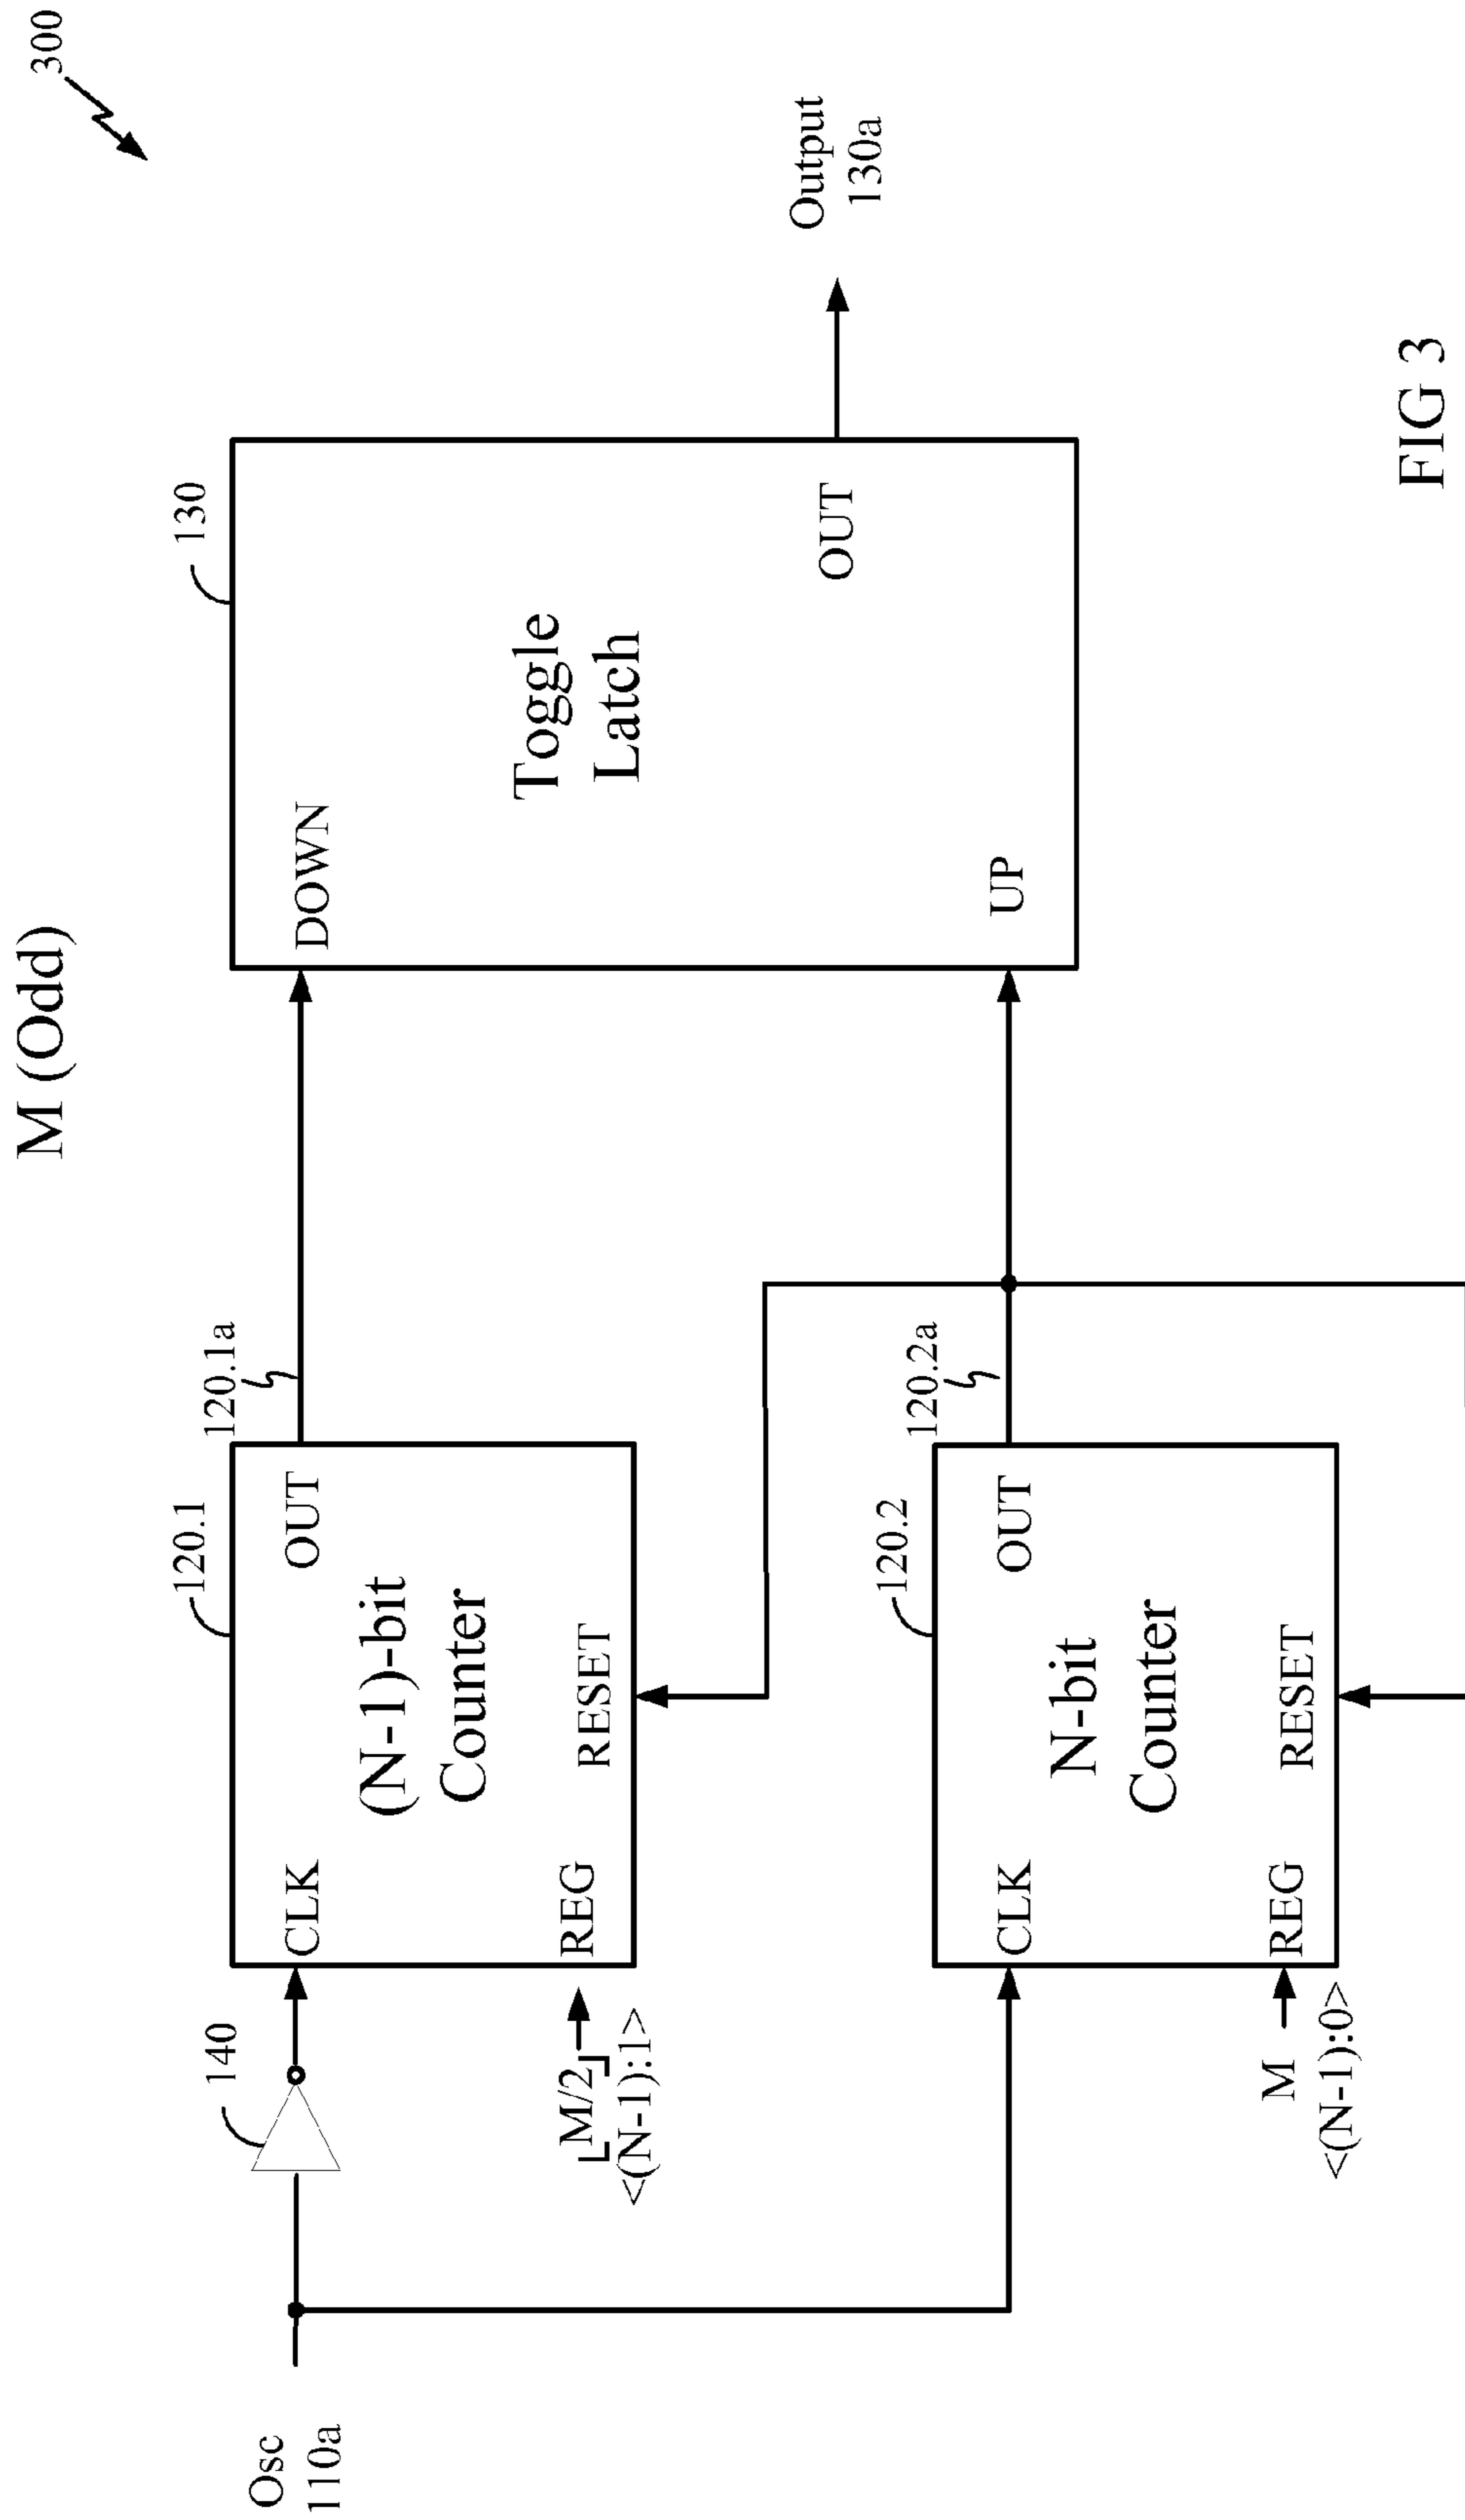 M (Odd)
300
Osc
110a
140
120.1
120.1a
130
CLK
OUT
(N-1)-bit
Counter
REG
RESET
⌊M/2⌋
<(N-1):1>
DOWN
Toggle
Latch
OUT
UP
Output
130a
120.2
120.2a
CLK
OUT
N-bit
Counter
REG
RESET
M
<(N-1):0>
FIG 3